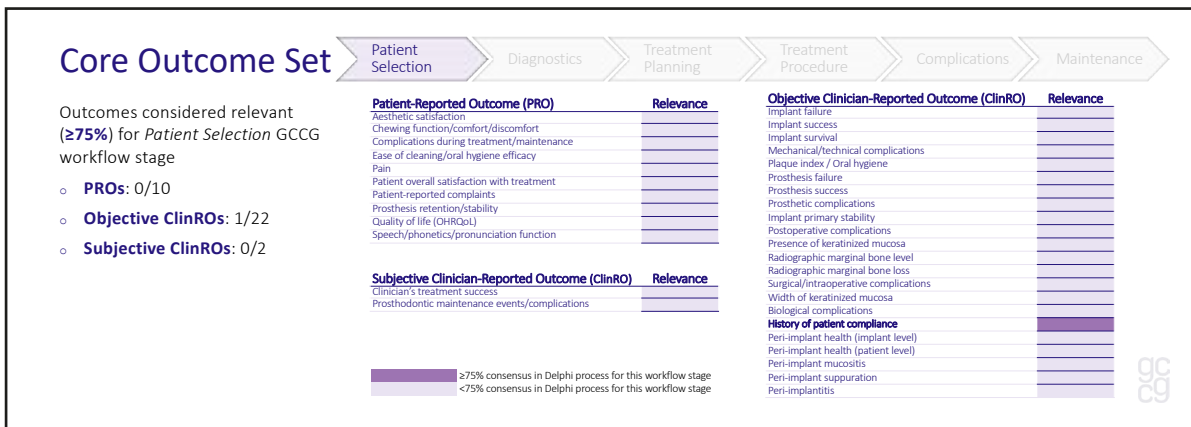 Core Outcome Set
Patient
Selection
Diagnostics
Treatment
Planning
Treatment
Procedure
Complications
Maintenance
Outcomes considered relevant
(≥75%) for Patient Selection GCCG
workflow stage
o PROs: 0/10
o Objective ClinROs: 1/22
o Subjective ClinROs: 0/2
Patient-Reported Outcome (PRO) Relevance
Aesthetic satisfaction
Chewing function/comfort/discomfort
Complications during treatment/maintenance
Ease of cleaning/oral hygiene efficacy
Pain
Patient overall satisfaction with treatment
Patient-reported complaints
Prosthesis retention/stability
Quality of life (OHRQoL)
Speech/phonetics/pronunciation function
Subjective Clinician-Reported Outcome (ClinRO) Relevance
Clinician's treatment success
Prosthodontic maintenance events/complications
≥75% consensus in Delphi process for this workflow stage
<75% consensus in Delphi process for this workflow stage
Objective Clinician-Reported Outcome (ClinRO) Relevance
Implant failure
Implant success
Implant survival
Mechanical/technical complications
Plaque index / Oral hygiene
Prosthesis failure
Prosthesis success
Prosthetic complications
Implant primary stability
Postoperative complications
Presence of keratinized mucosa
Radiographic marginal bone level
Radiographic marginal bone loss
Surgical/intraoperative complications
Width of keratinized mucosa
Biological complications
History of patient compliance
Peri-implant health (implant level)
Peri-implant health (patient level)
Peri-implant mucositis
Peri-implant suppuration
Peri-implantitis
gc
cg